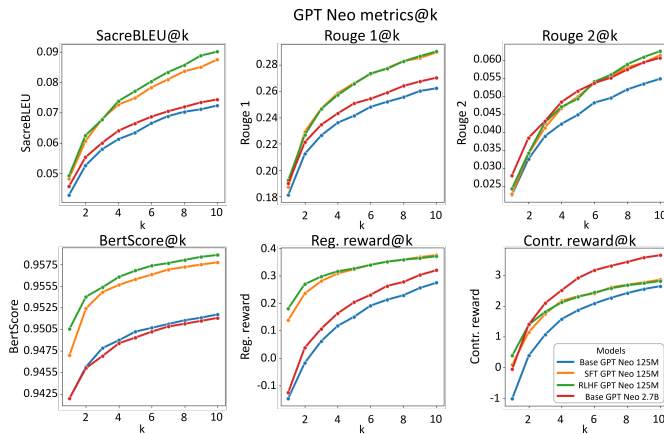 GPT Neo metrics@k
SacreBLEU@k
Rouge 1@k
Rouge 2@k
SacreBLEU
0.09
0.08
0.07
0.06
0.05
2 4 6 8 10
k
Rouge 1
0.28
0.26
0.24
0.22
0.20
0.18
2 4 6 8 10
k
Rouge 2
0.060
0.055
0.050
0.045
0.040
0.035
0.030
0.025
2 4 6 8 10
k
BertScore@k
Reg. reward@k
Contr. reward@k
BertScore
0.9575
0.9550
0.9525
0.9505
0.9475
0.9455
0.9425
2 4 6 8 10
k
Reg. reward
0.4
0.3
0.2
0.1
0.0
-0.1
2 4 6 8 10
k
Contr. reward
3
2
1
0
-1
2 4 6 8 10
k
Models
Base GPT Neo 125M
SFT GPT Neo 125M
RLHF GPT Neo 125M
Base GPT Neo 2.7B